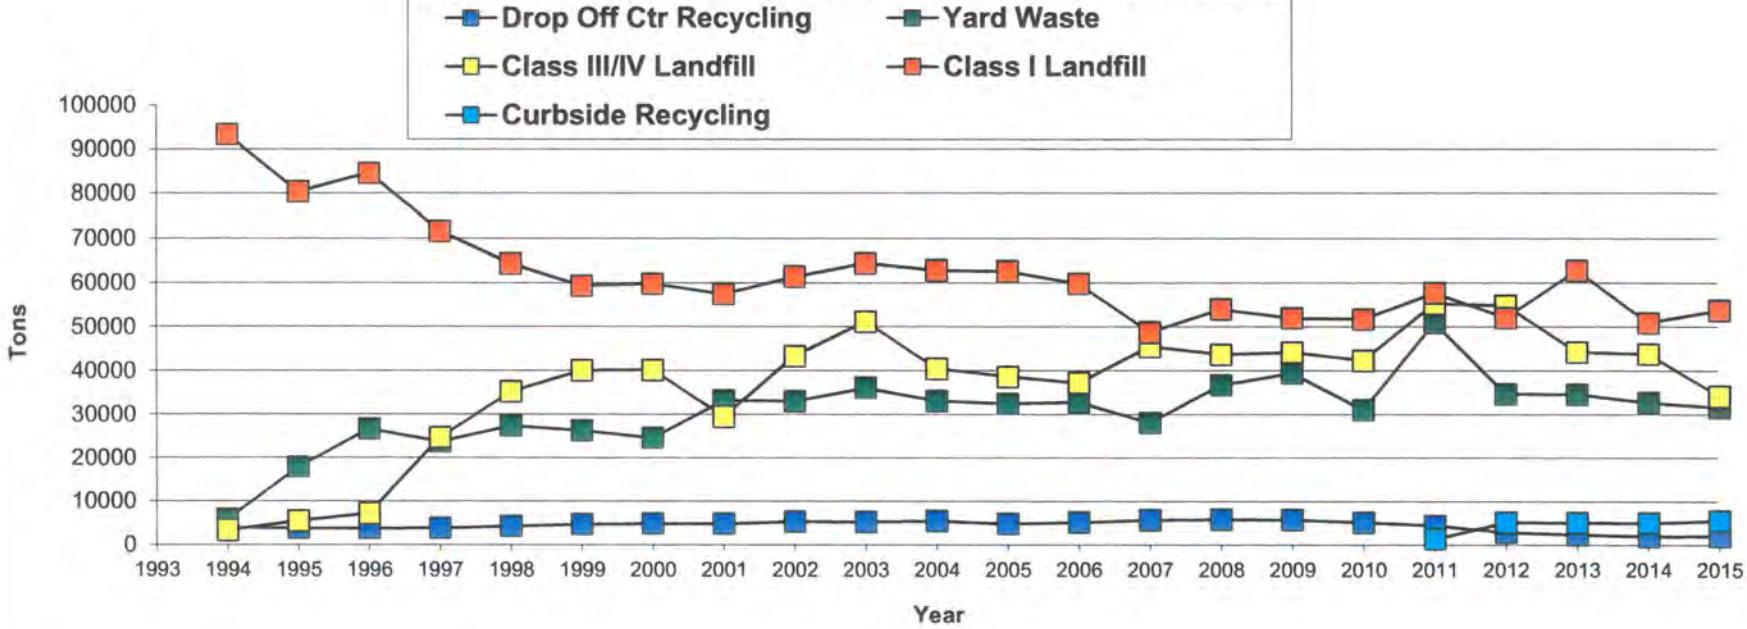 Drop Off Ctr Recycling
Yard Waste
Class III/IV Landfill
Class I Landfill
Curbside Recycling
100000
90000
80000
70000
60000
50000
40000
30000
20000
10000
0
Tons
1993 1994 1995 1996 1997 1998 1999 2000 2001 2002 2003 2004 2005 2006 2007 2008 2009 2010 2011 2012 2013 2014 2015
Year